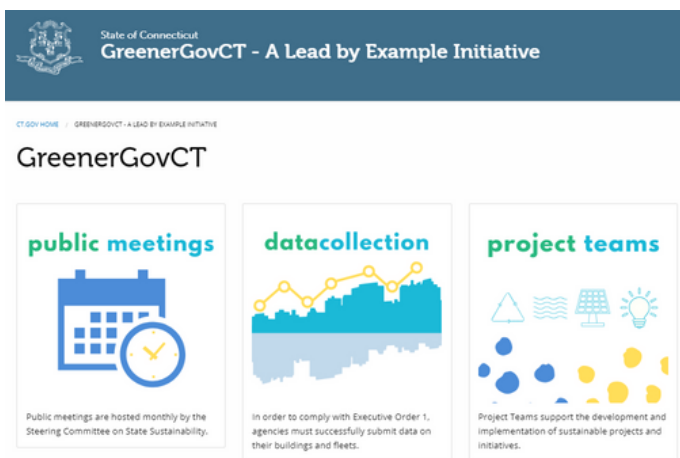 State of Connecticut
GreenerGovCT - A Lead by Example Initiative
CT.GOV HOME / GREENERGOVCT - A LEAD BY EXAMPLE INITIATIVE
GreenerGovCT
public meetings
Public meetings are hosted monthly by the
Steering Committee on State Sustainability.
datacollection
In order to comply with Executive Order 1,
agencies must successfully submit data on
their buildings and fleets.
project teams
Project Teams support the development and
implementation of sustainable projects and
initiatives.